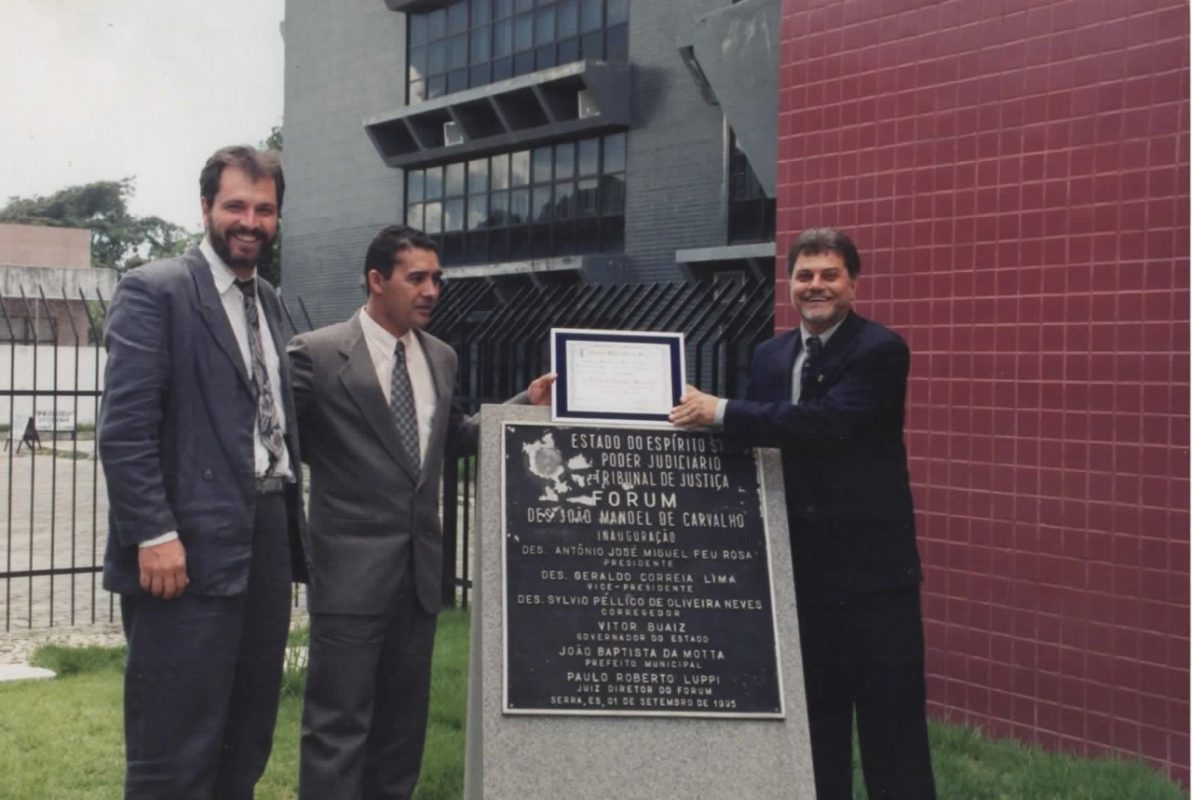 ESTADO DO ESPÍRITO
PODER JUDICIÁRIO
TRIBUNAL DE JUSTIÇA
FORUM
DES. JOÃO MANOEL DE CARVALHO
INAUGURAÇÃO
DES. ANTÔNIO JOSÉ MIGUEL FEU ROSA
PRESIDENTE
DES. GERALDO CORREIA LIMA
VICE-PRESIDENTE
DES. SYLVIO PÉLLICO DE OLIVEIRA NEVES
CORREGEDOR
VITOR BUAIZ
GOVERNADOR DO ESTADO
JOÃO BAPTISTA DA MOTTA
PREFEITO MUNICIPAL
PAULO ROBERTO LUPPI
JUIZ DIRETOR DO FORUM
SERRA, ES, 01 DE SETEMBRO DE 1995